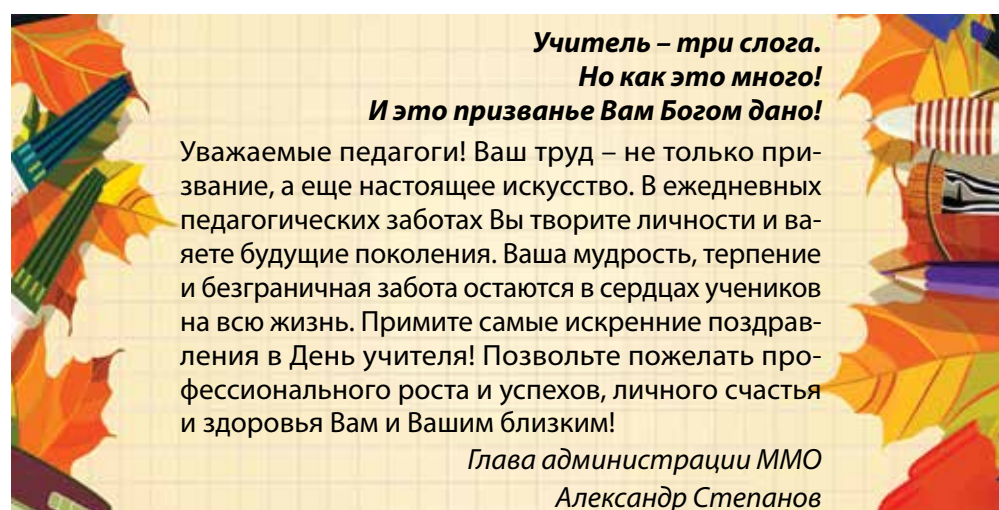 Учитель – три слога.
Но как это много!
И это призванье Вам Богом дано!
Уважаемые педагоги! Ваш труд – не только при-
звание, а еще настоящее искусство. В ежедневных
педагогических заботах Вы творите личности и ва-
яете будущие поколения. Ваша мудрость, терпение
и безграничная забота остаются в сердцах учеников
на всю жизнь. Примите самые искренние поздрав-
ления в День учителя! Позвольте пожелать про-
фессионального роста и успехов, личного счастья
и здоровья Вам и Вашим близким!
Глава администрации ММО
Александр Степанов